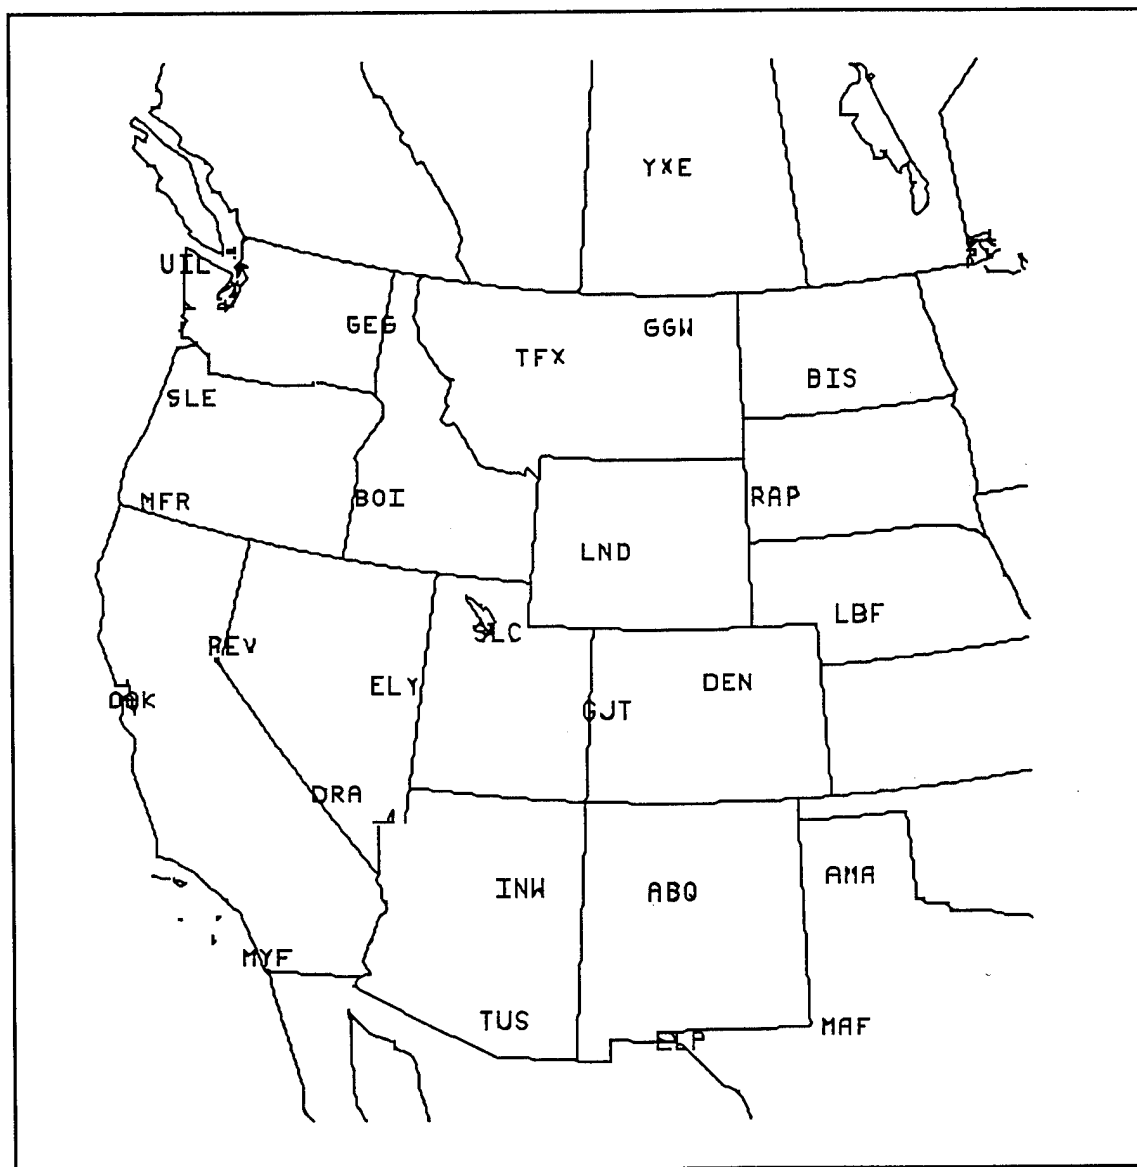 YXE
UIL
GEG
GGW
TFX
BIS
SLE
MFR
BOI
RAP
LND
LBF
SLC
REV
ELY
DEN
OAK
GJT
DRA
INW
ABQ
AMA
MYF
TUS
MAF
ELP